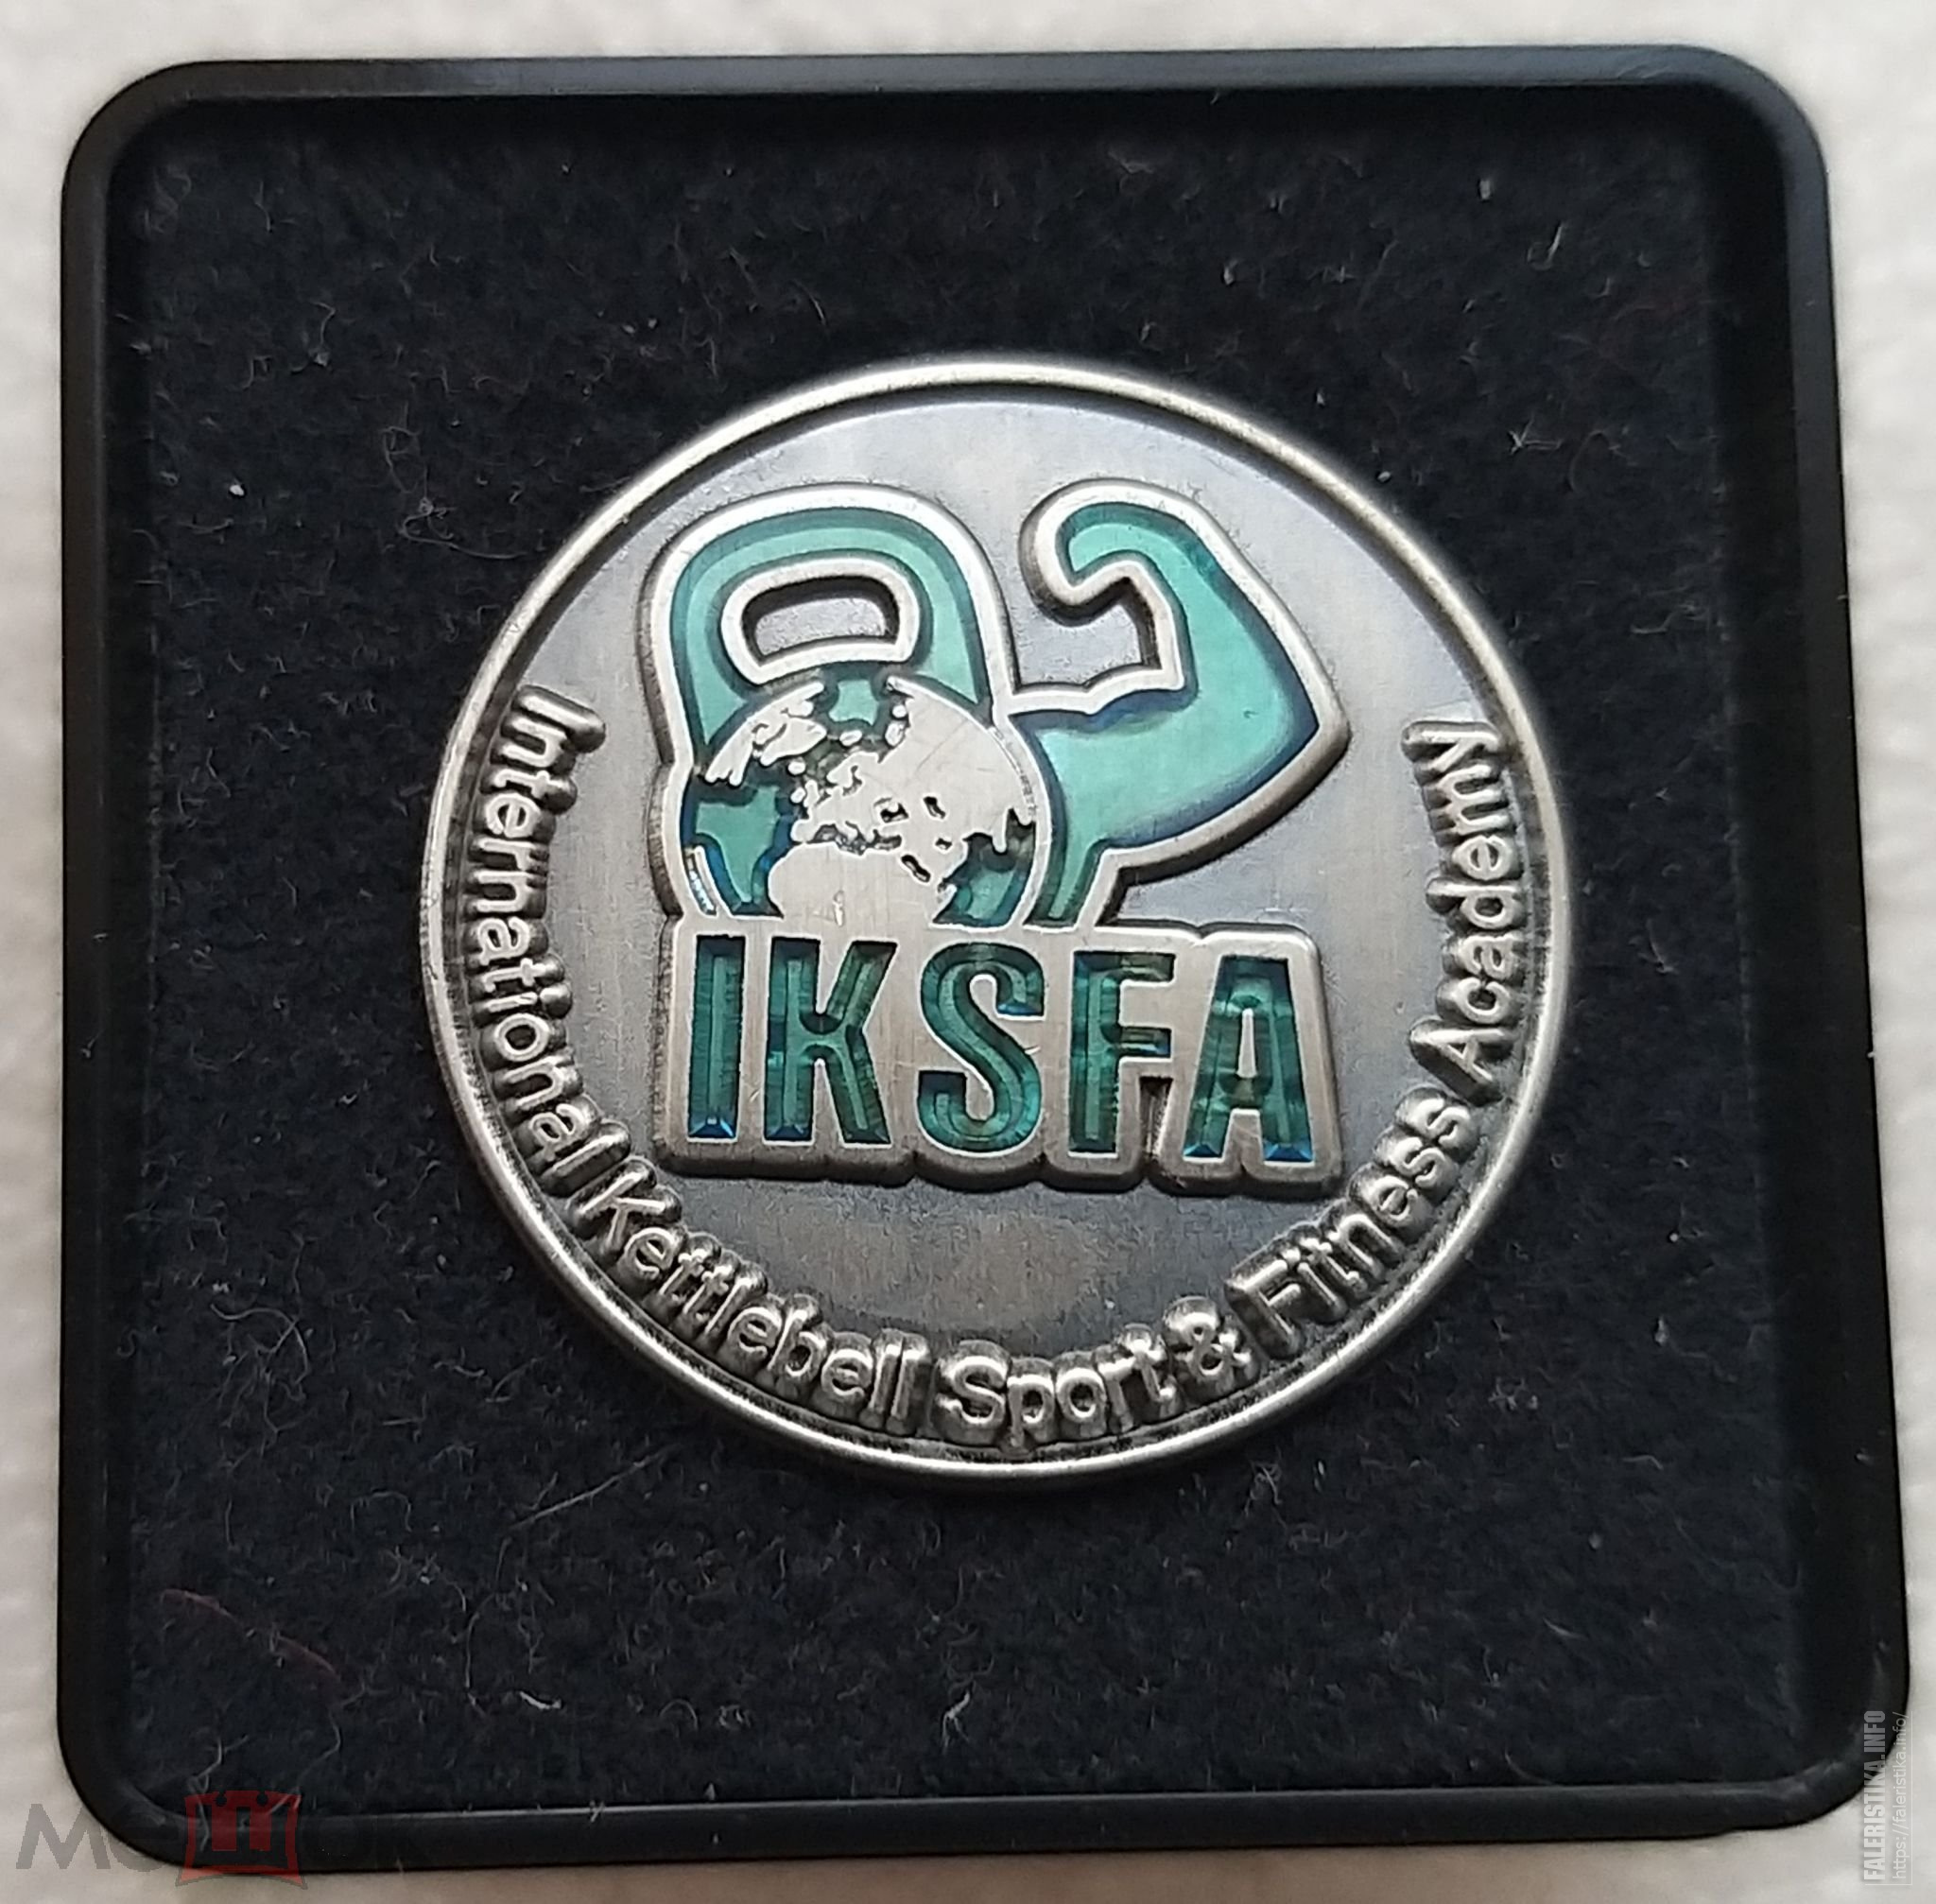 IKSFA
International Kettlebell Sport & Fitness Academy
FALERISTIKA.INFO
https://faleristika.info/